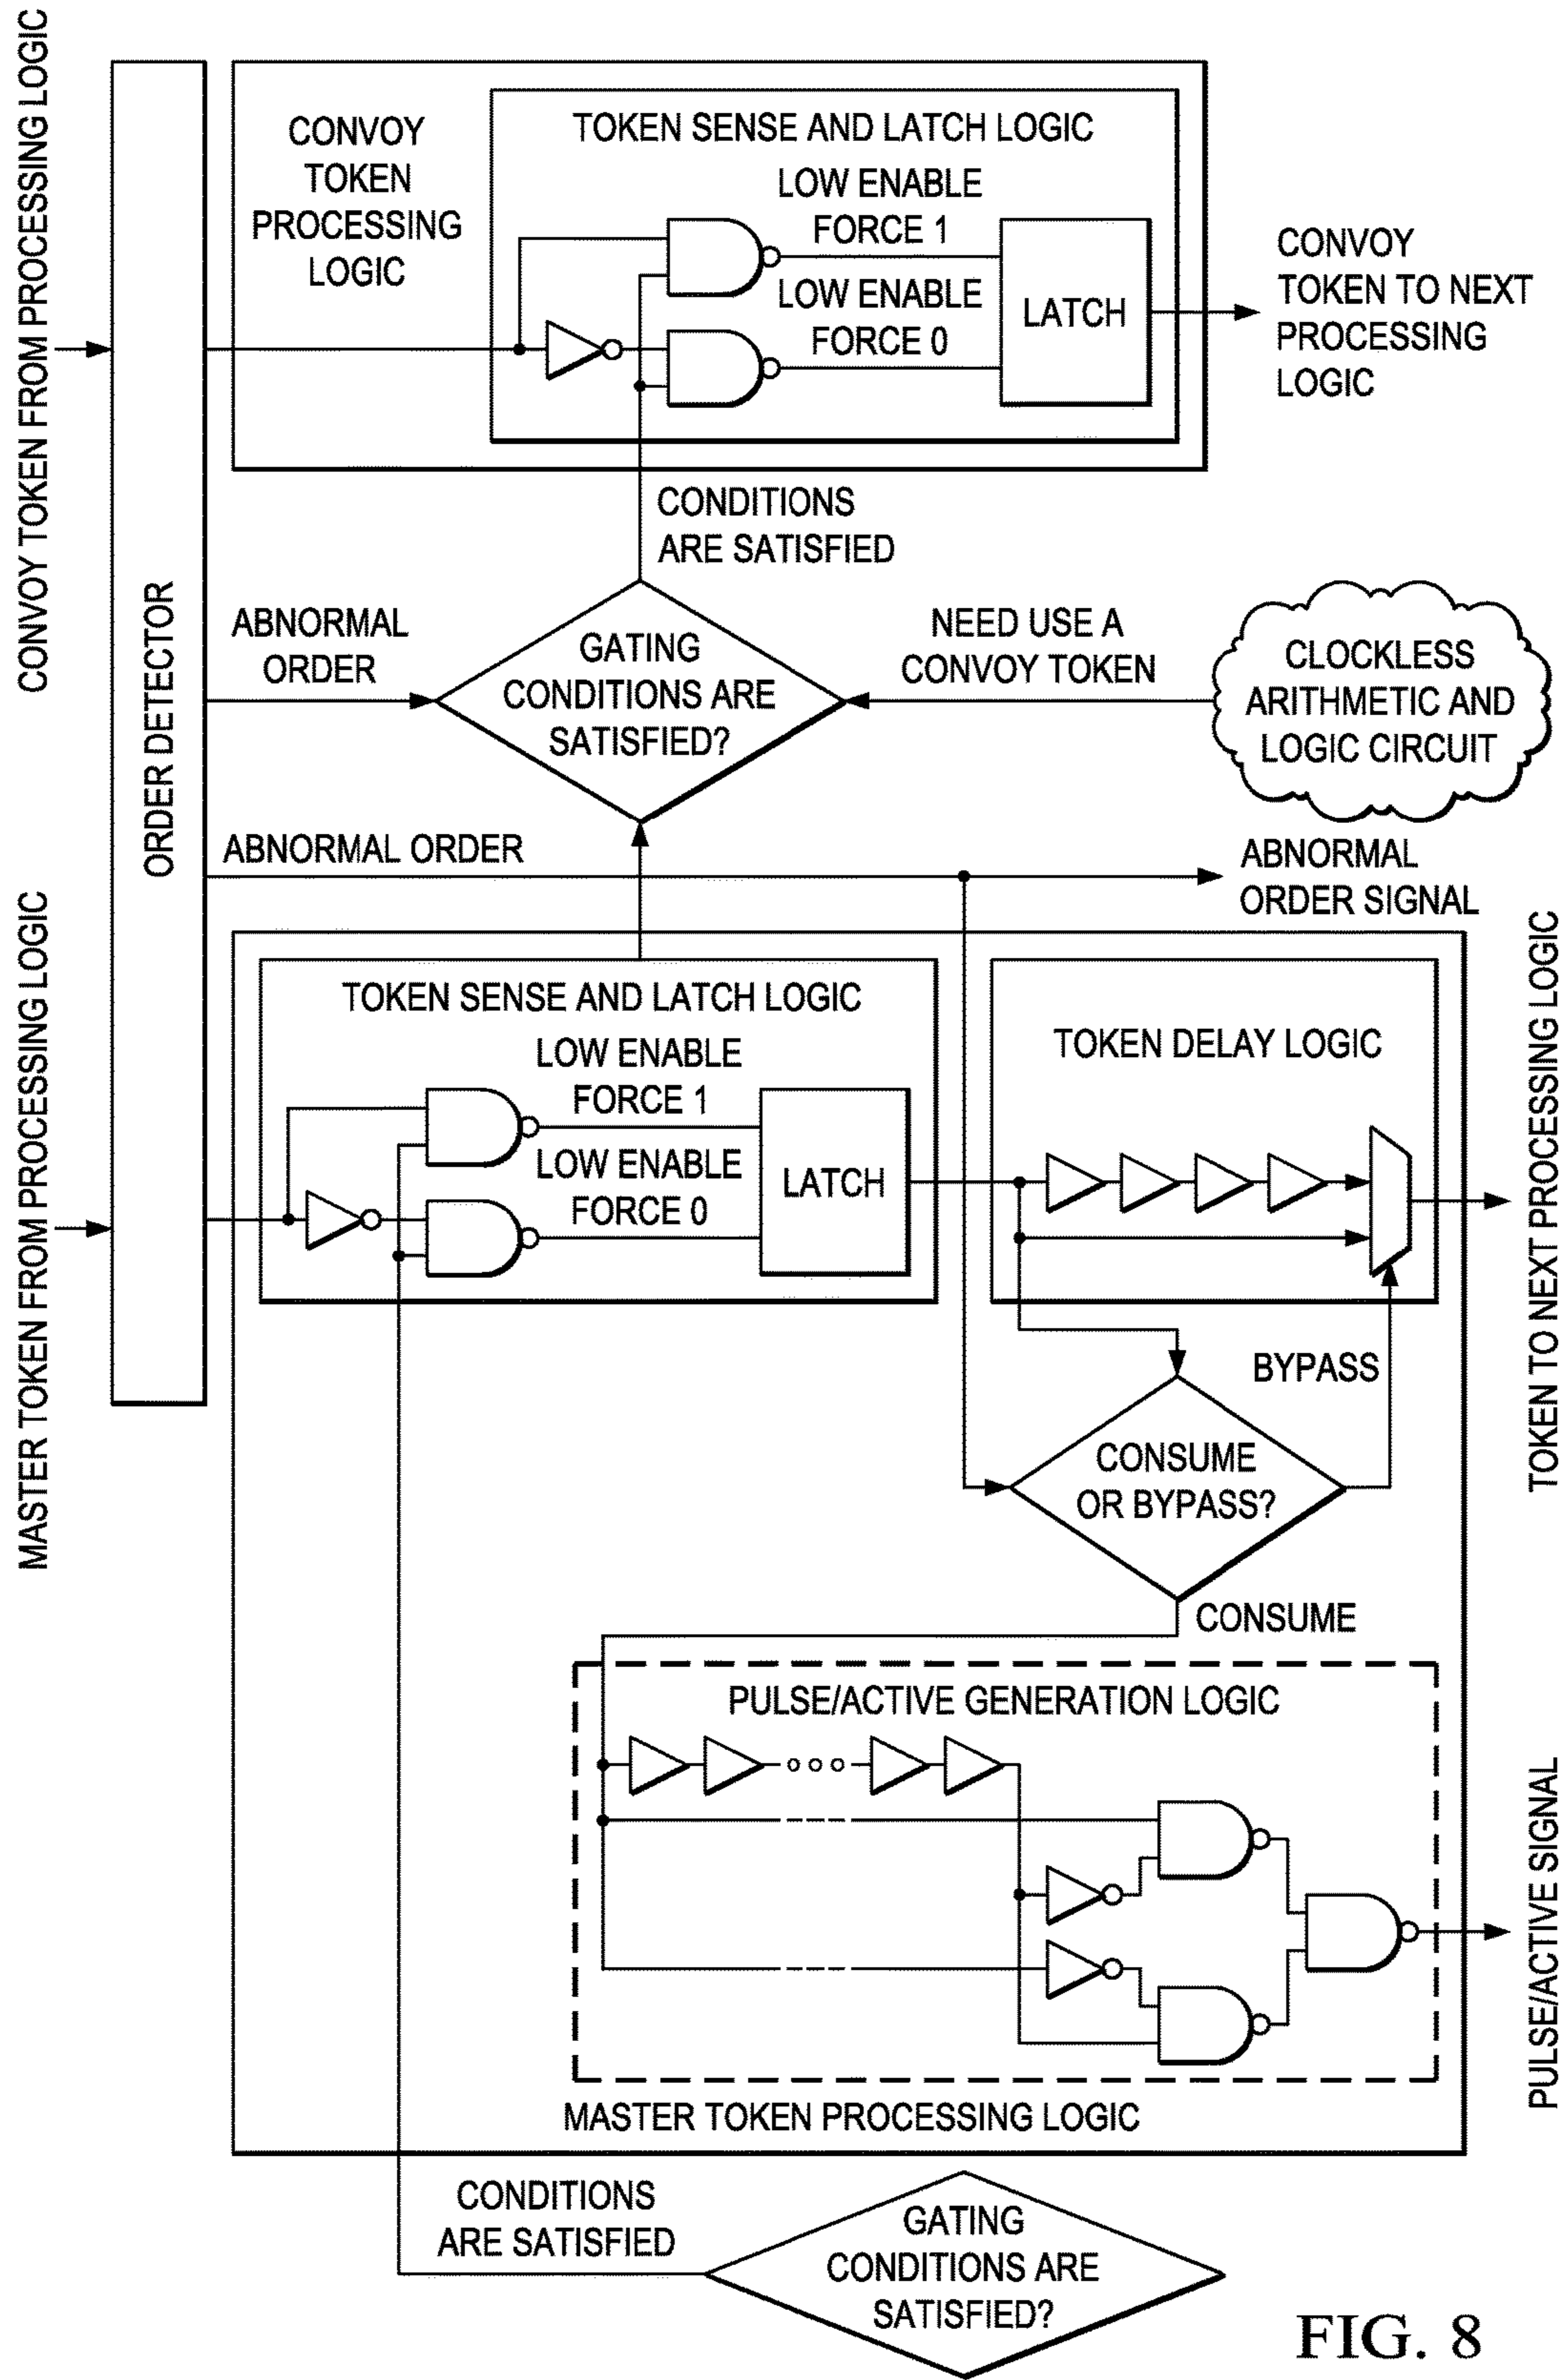 CONVOY TOKEN FROM PROCESSING LOGIC
MASTER TOKEN FROM PROCESSING LOGIC
ORDER DETECTOR
CONVOY
TOKEN
PROCESSING
LOGIC
TOKEN SENSE AND LATCH LOGIC
LOW ENABLE
FORCE 1
LOW ENABLE
FORCE 0
LATCH
CONVOY
TOKEN TO NEXT
PROCESSING
LOGIC
CONDITIONS
ARE SATISFIED
ABNORMAL
ORDER
GATING
CONDITIONS ARE
SATISFIED?
NEED USE A
CONVOY TOKEN
CLOCKLESS
ARITHMETIC AND
LOGIC CIRCUIT
ABNORMAL ORDER
ABNORMAL
ORDER SIGNAL
TOKEN SENSE AND LATCH LOGIC
LOW ENABLE
FORCE 1
LOW ENABLE
FORCE 0
LATCH
TOKEN DELAY LOGIC
TOKEN TO NEXT PROCESSING LOGIC
BYPASS
CONSUME
OR BYPASS?
CONSUME
PULSE/ACTIVE GENERATION LOGIC
PULSE/ACTIVE SIGNAL
MASTER TOKEN PROCESSING LOGIC
CONDITIONS
ARE SATISFIED
GATING
CONDITIONS ARE
SATISFIED?
FIG. 8